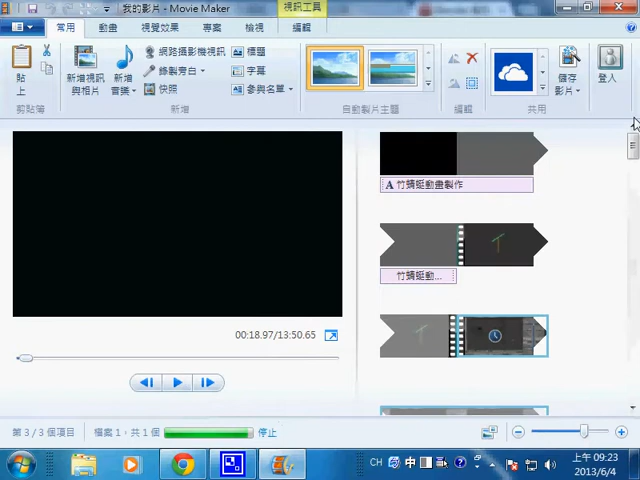 我的影片 - Movie Maker
視訊工具
常用
動畫
視覺效果
專案
檢視
編輯
貼上
剪貼簿
新增視訊與相片
新增音樂
網路攝影機視訊
錄製旁白
快照
標題
字幕
參與名單
新增
自動製片主題
編輯
儲存影片
共用
登入
A 竹蜻蜓動畫製作
竹蜻蜓動...
00:18.97/13:50.65
第 3 / 3 個項目
檔案 1，共 1 個
停止
CH
中
上午 09:23
2013/6/4